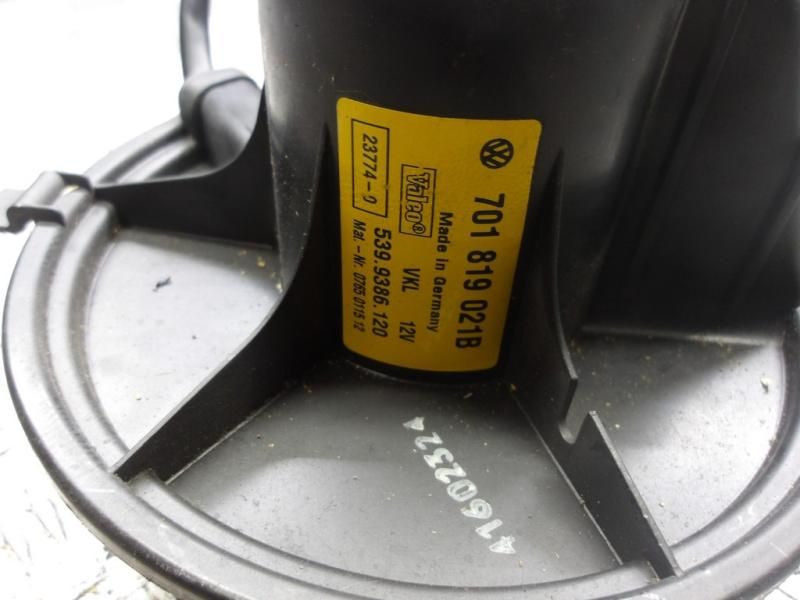 701 819 021B
Made in Germany
Valeo®
VKL 12V
539.9386.120
23774-0
Mat.-Nr. 0765 0115 12
41602324